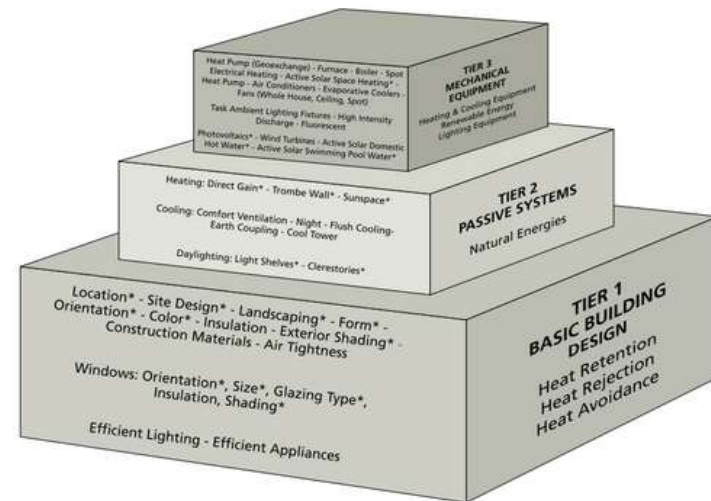 Heat Pump (Geoexchange) - Furnace - Boiler - Spot
Electrical Heating - Active Solar Space Heating* -
Heat Pump - Air Conditioners - Evaporative Coolers -
Fans (Whole House, Ceiling, Spot)
Task Ambient Lighting Fixtures - High Intensity
Discharge - Fluorescent
Photovoltaics* - Wind Turbines - Active Solar Domestic
Hot Water* - Active Solar Swimming Pool Water*
TIER 3
MECHANICAL
EQUIPMENT
Heating & Cooling Equipment
Renewable Energy
Lighting Equipment
Heating: Direct Gain* - Trombe Wall* - Sunspace*
Cooling: Comfort Ventilation - Night - Flush Cooling-
Earth Coupling - Cool Tower
Daylighting: Light Shelves* - Clerestories*
TIER 2
PASSIVE SYSTEMS
Natural Energies
Location* - Site Design* - Landscaping* - Form* -
Orientation* - Color* - Insulation - Exterior Shading* -
Construction Materials - Air Tightness
Windows: Orientation*, Size*, Glazing Type*,
Insulation, Shading*
Efficient Lighting - Efficient Appliances
TIER 1
BASIC BUILDING
DESIGN
Heat Retention
Heat Rejection
Heat Avoidance